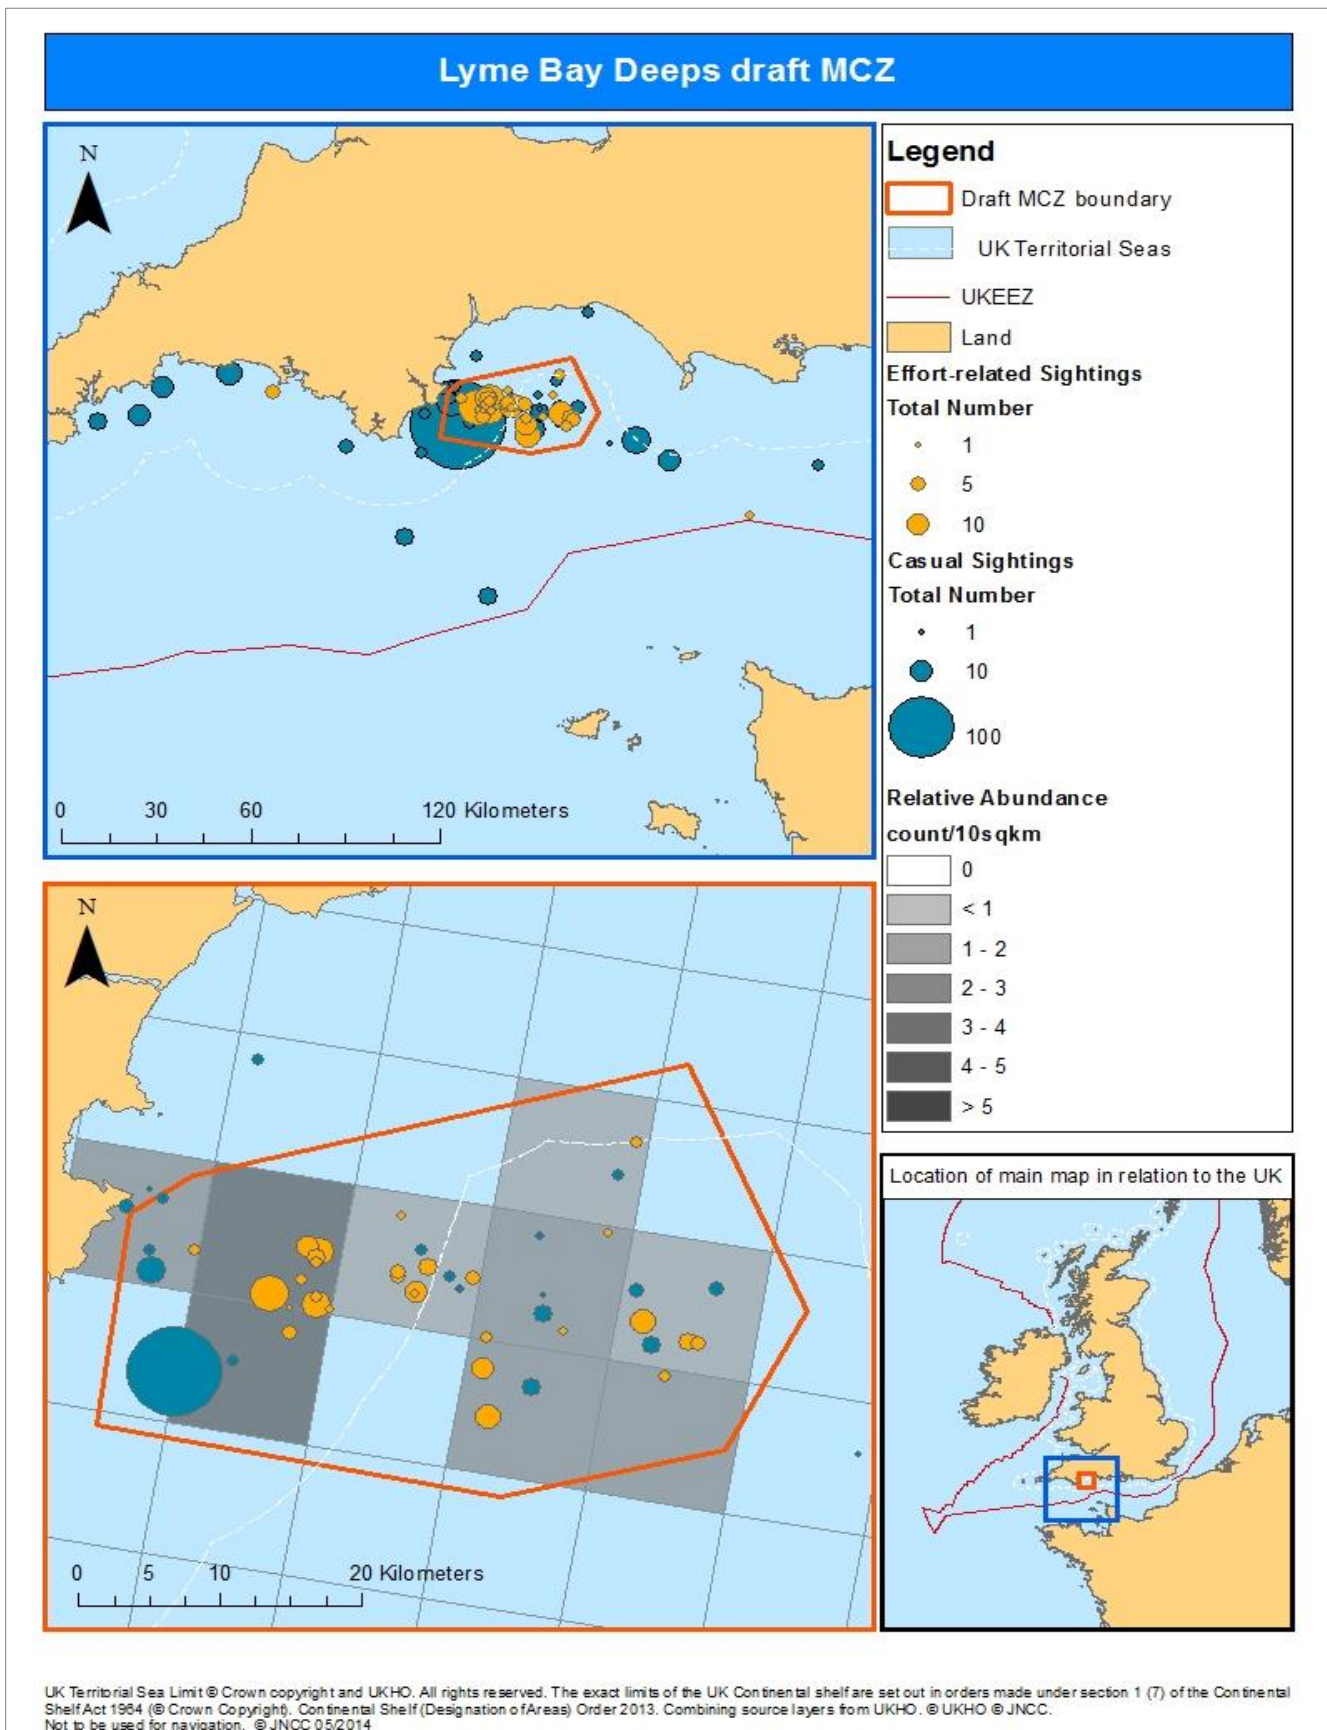 Lyme Bay Deeps draft MCZ
N
0 30 60 120 Kilometers
Legend
Draft MCZ boundary
UK Territorial Seas
UKEEZ
Land
Effort-related Sightings
Total Number
1
5
10
Casual Sightings
Total Number
1
10
100
Relative Abundance
count/10sqkm
0
< 1
1 - 2
2 - 3
3 - 4
4 - 5
> 5
N
0 5 10 20 Kilometers
Location of main map in relation to the UK
UK Territorial Sea Limit © Crown copyright and UKHO. All rights reserved. The exact limits of the UK Continental shelf are set out in orders made under section 1 (7) of the Continental
Shelf Act 1964 (© Crown Copyright). Continental Shelf (Designation of Areas) Order 2013. Combining source layers from UKHO. © UKHO © JNCC.
Not to be used for navigation. © JNCC 05/2014